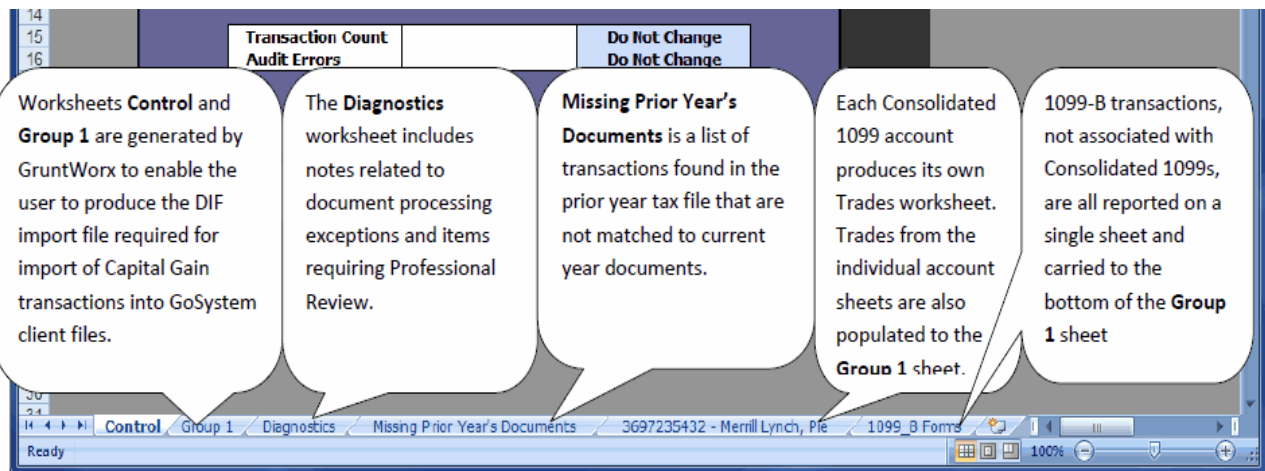 14
15
Transaction Count
Do Not Change
16
Audit Errors
Do Not Change
Worksheets Control and
Group 1 are generated by
GruntWorx to enable the
user to produce the DIF
import file required for
import of Capital Gain
transactions into GoSystem
client files.
The Diagnostics
worksheet includes
notes related to
document processing
exceptions and items
requiring Professional
Review.
Missing Prior Year's
Documents is a list of
transactions found in the
prior year tax file that are
not matched to current
year documents.
Each Consolidated
1099 account
produces its own
Trades worksheet.
Trades from the
individual account
sheets are also
populated to the
Group 1 sheet.
1099-B transactions,
not associated with
Consolidated 1099s,
are all reported on a
single sheet and
carried to the
bottom of the Group
1 sheet
Control
Group 1
Diagnostics
Missing Prior Year's Documents
3697235432 - Merrill Lynch, Pie
1099_B Forms
Ready
100%